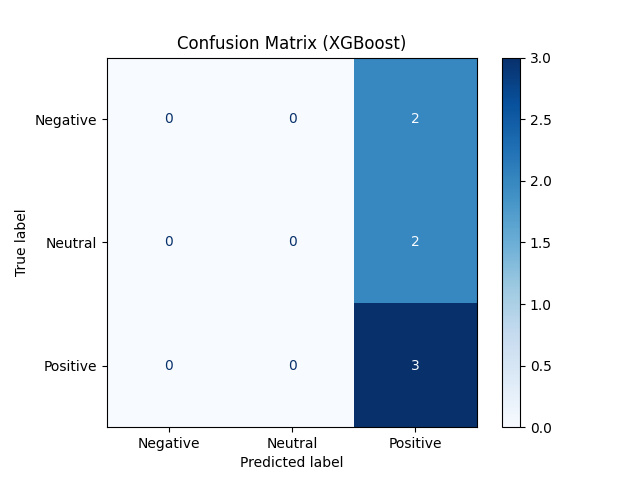 Confusion Matrix (XGBoost)
Negative 0 0 2
Neutral 0 0 2
Positive 0 0 3
Negative Neutral Positive
Predicted label
True label
3.0
2.5
2.0
1.5
1.0
0.5
0.0